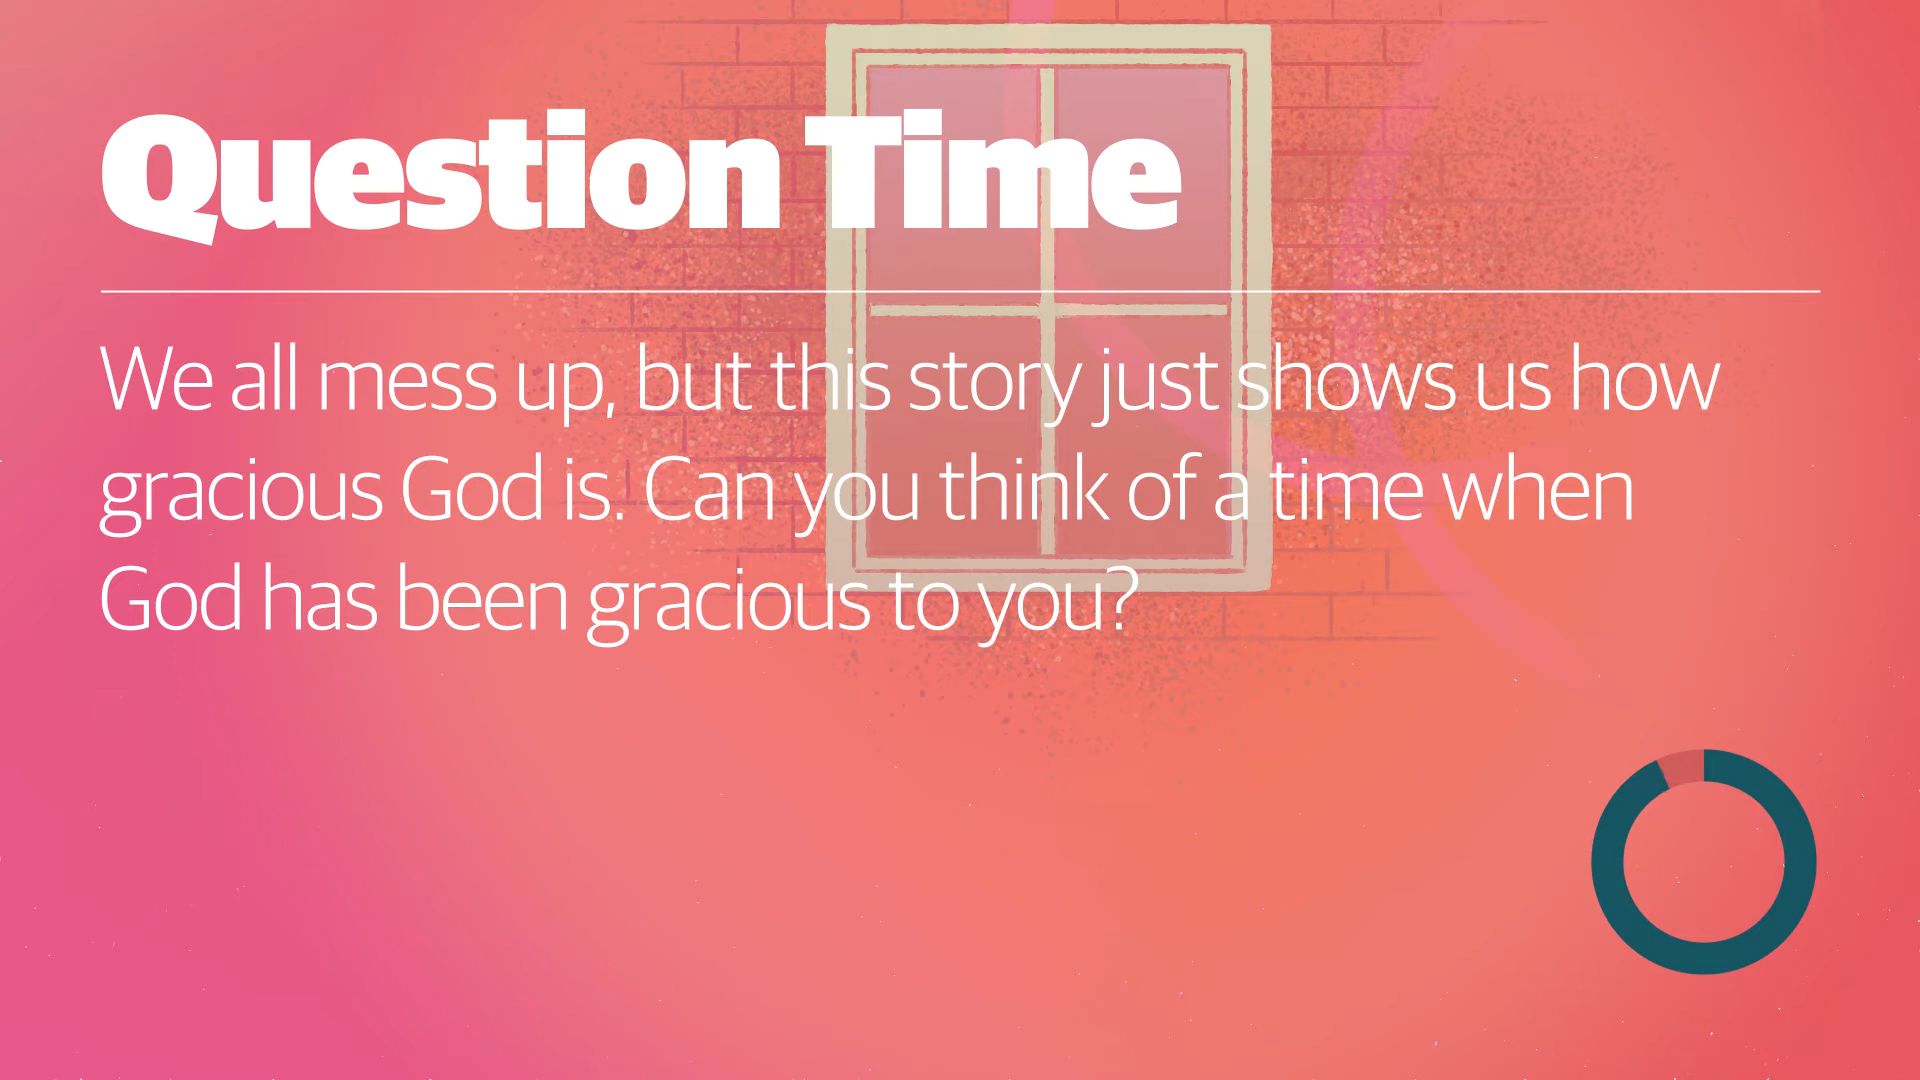 Question Time
We all mess up, but this story just shows us how
gracious God is. Can you think of a time when
God has been gracious to you?